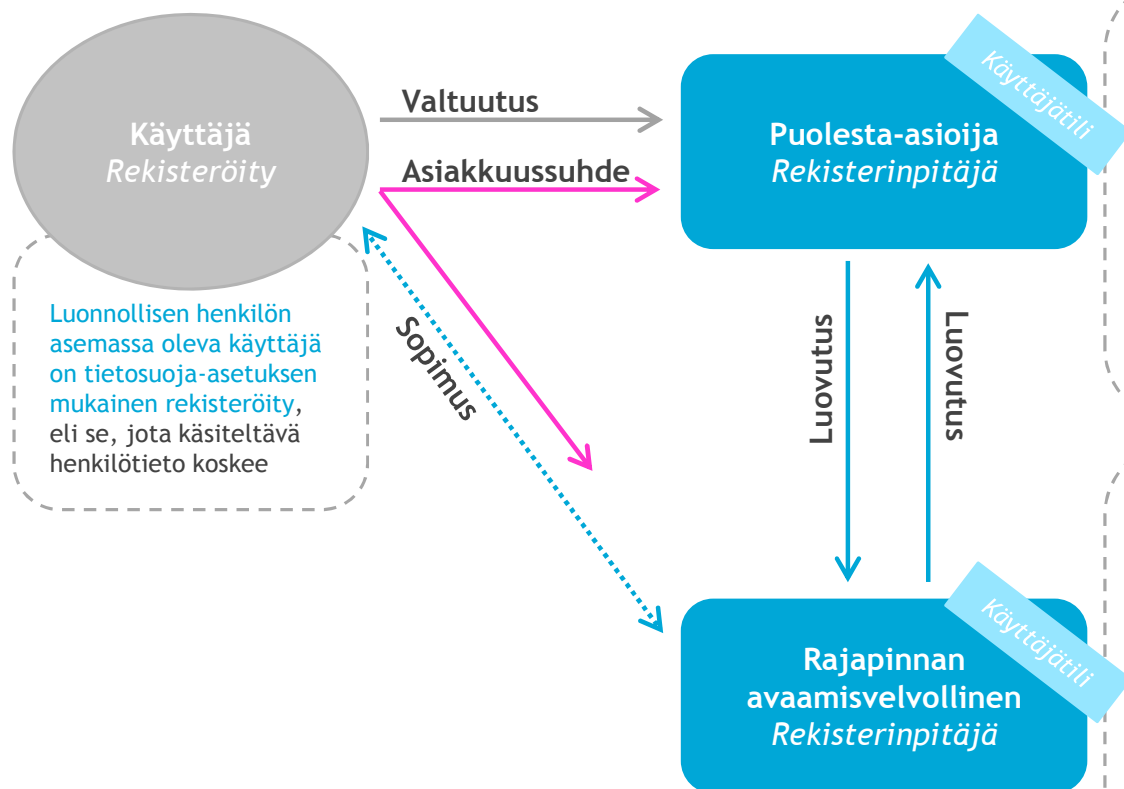 Käyttäjä
Rekisteröity
Luonnollisen henkilön
asemassa oleva käyttäjä
on tietosuoja-asetuksen
mukainen rekisteröity,
eli se, jota käsiteltävä
henkilötieto koskee
Valtuutus
Asiakkuussuhde
Sopimus
Puolesta-asioija
Rekisterinpitäjä
Käyttäjätili
Luovutus
Luovutus
Rajapinnan
avaamisvelvollinen
Rekisterinpitäjä
Käyttäjätili